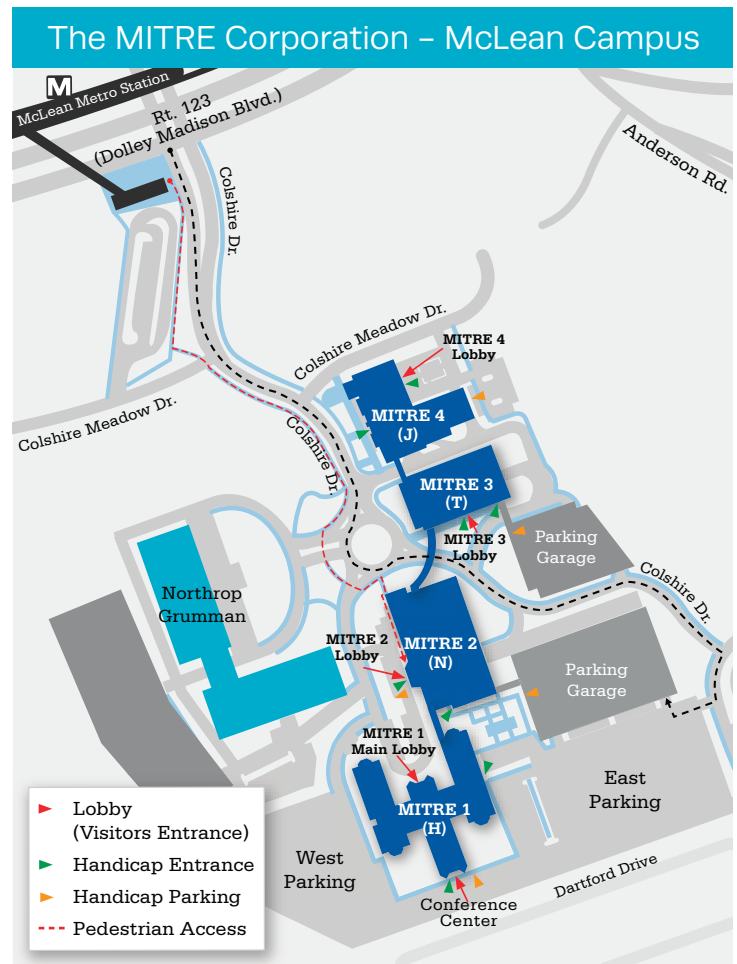 The MITRE Corporation – McLean Campus
M
McLean Metro Station
Rt. 123
(Dolley Madison Blvd.)
Anderson Rd.
Colshire Dr.
Colshire Meadow Dr.
MITRE 4
Lobby
MITRE 4
(J)
Colshire Meadow Dr.
Colshire Dr.
MITRE 3
(T)
MITRE 3
Lobby
Parking
Garage
Colshire Dr.
Northrop
Grumman
MITRE 2
Lobby
MITRE 2
(N)
Parking
Garage
MITRE 1
Main Lobby
MITRE 1
(H)
East
Parking
West
Parking
Dartford Drive
Conference
Center
Lobby
(Visitors Entrance)
Handicap Entrance
Handicap Parking
Pedestrian Access